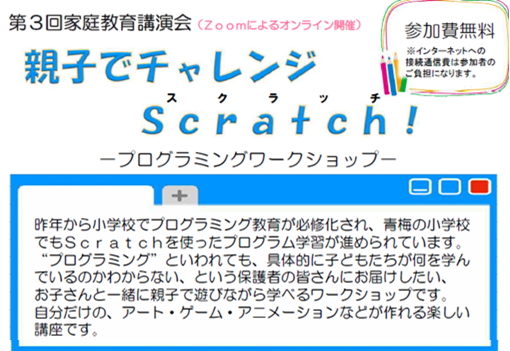 第３回家庭教育講演会（Ｚｏｏｍによるオンライン開催）
参加費無料
※インターネットへの
接続通信費は参加者の
ご負担になります。
親子でチャレンジ
スクラッチ
Ｓｃｒａｔｃｈ！
―プログラミングワークショップ―
+
昨年から小学校でプログラミング教育が必修化され、青梅の小学校
でもＳｃｒａｔｃｈを使ったプログラム学習が進められています。
“プログラミング”といわれても、具体的に子どもたちが何を学ん
でいるのかわからない、という保護者の皆さんにお届けしたい、
お子さんと一緒に親子で遊びながら学べるワークショップです。
自分だけの、アート・ゲーム・アニメーションなどが作れる楽しい
講座です。